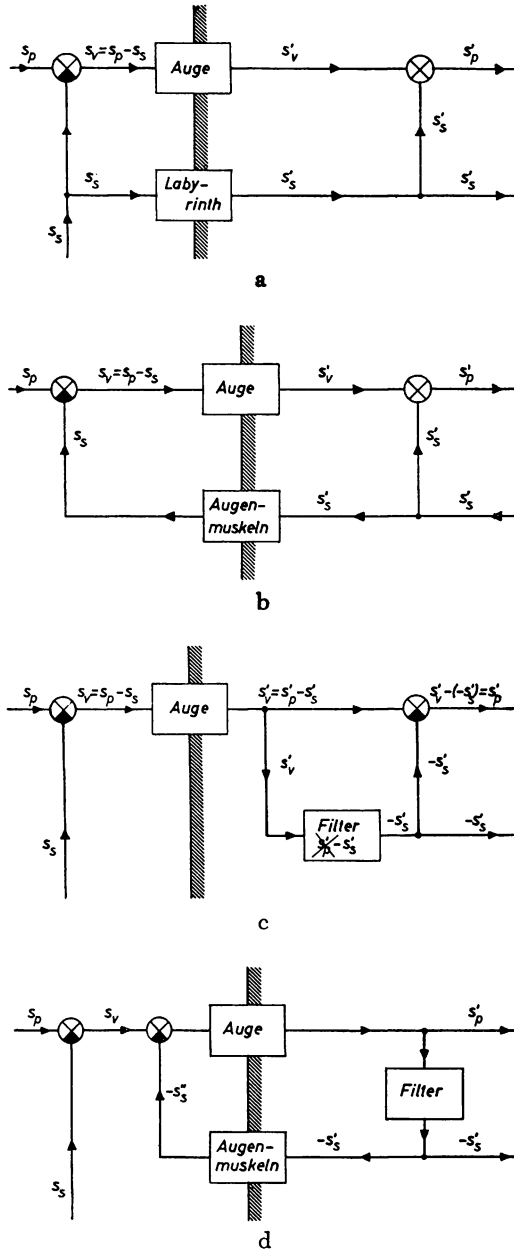 s_p
s_v=s_p-s_s
Auge
s'_v
s'_p
s'_s
s_s
Laby-
rinth
s'_s
s'_s
s_s
a
s_p
s_v=s_p-s_s
Auge
s'_v
s'_p
s_s
s'_s
Augen-
muskeln
s'_s
s'_s
b
s_p
s_v=s_p-s_s
Auge
s'_v=s'_p-s'_s
s'_v-(-s'_s)=s'_p
s'_v
-s'_s
s_s
Filter
s'_p-s'_s
-s'_s
-s'_s
c
s_p
s_v
Auge
s'_p
-s''_s
Filter
s_s
Augen-
muskeln
-s'_s
-s'_s
d